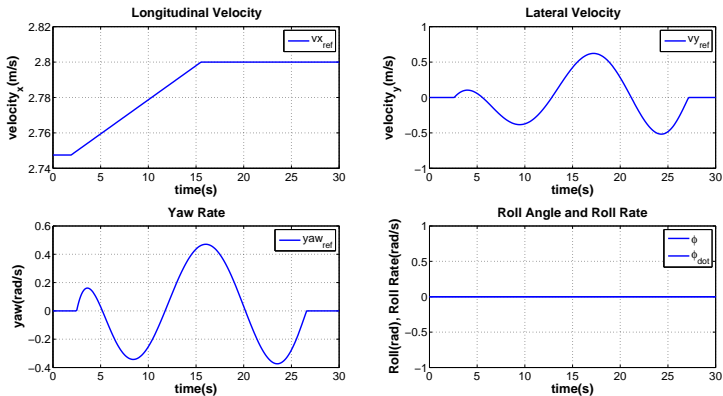 Longitudinal Velocity
velocity_x(m/s)
2.82
2.8
2.78
2.76
2.74
vx_ref
0 5 10 15 20 25 30
time(s)
Lateral Velocity
velocity_y(m/s)
1
0.5
0
−0.5
−1
vy_ref
0 5 10 15 20 25 30
time(s)
Yaw Rate
yaw(rad/s)
0.6
0.4
0.2
0
−0.2
−0.4
yaw_ref
0 5 10 15 20 25 30
time(s)
Roll Angle and Roll Rate
Roll(rad), Roll Rate(rad/s)
1
0.5
0
−0.5
−1
ϕ
ϕ_dot
0 5 10 15 20 25 30
time(s)